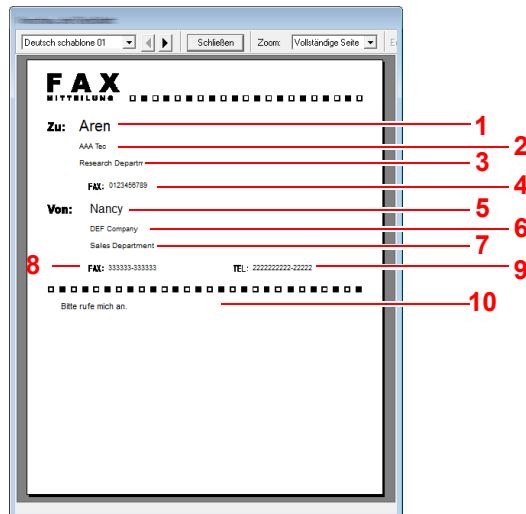 Deutsch schablone 01 Schließen Zoom: Vollständige Seite
FAX
MITTEILUNG
Zu: Aren 1
AAA Tec 2
Research Departm 3
FAX: 0123456789 4
Von: Nancy 5
DEF Company 6
Sales Department 7
8 FAX: 333333-333333 TEL: 2222222222-22222 9
Bitte rufe mich an. 10